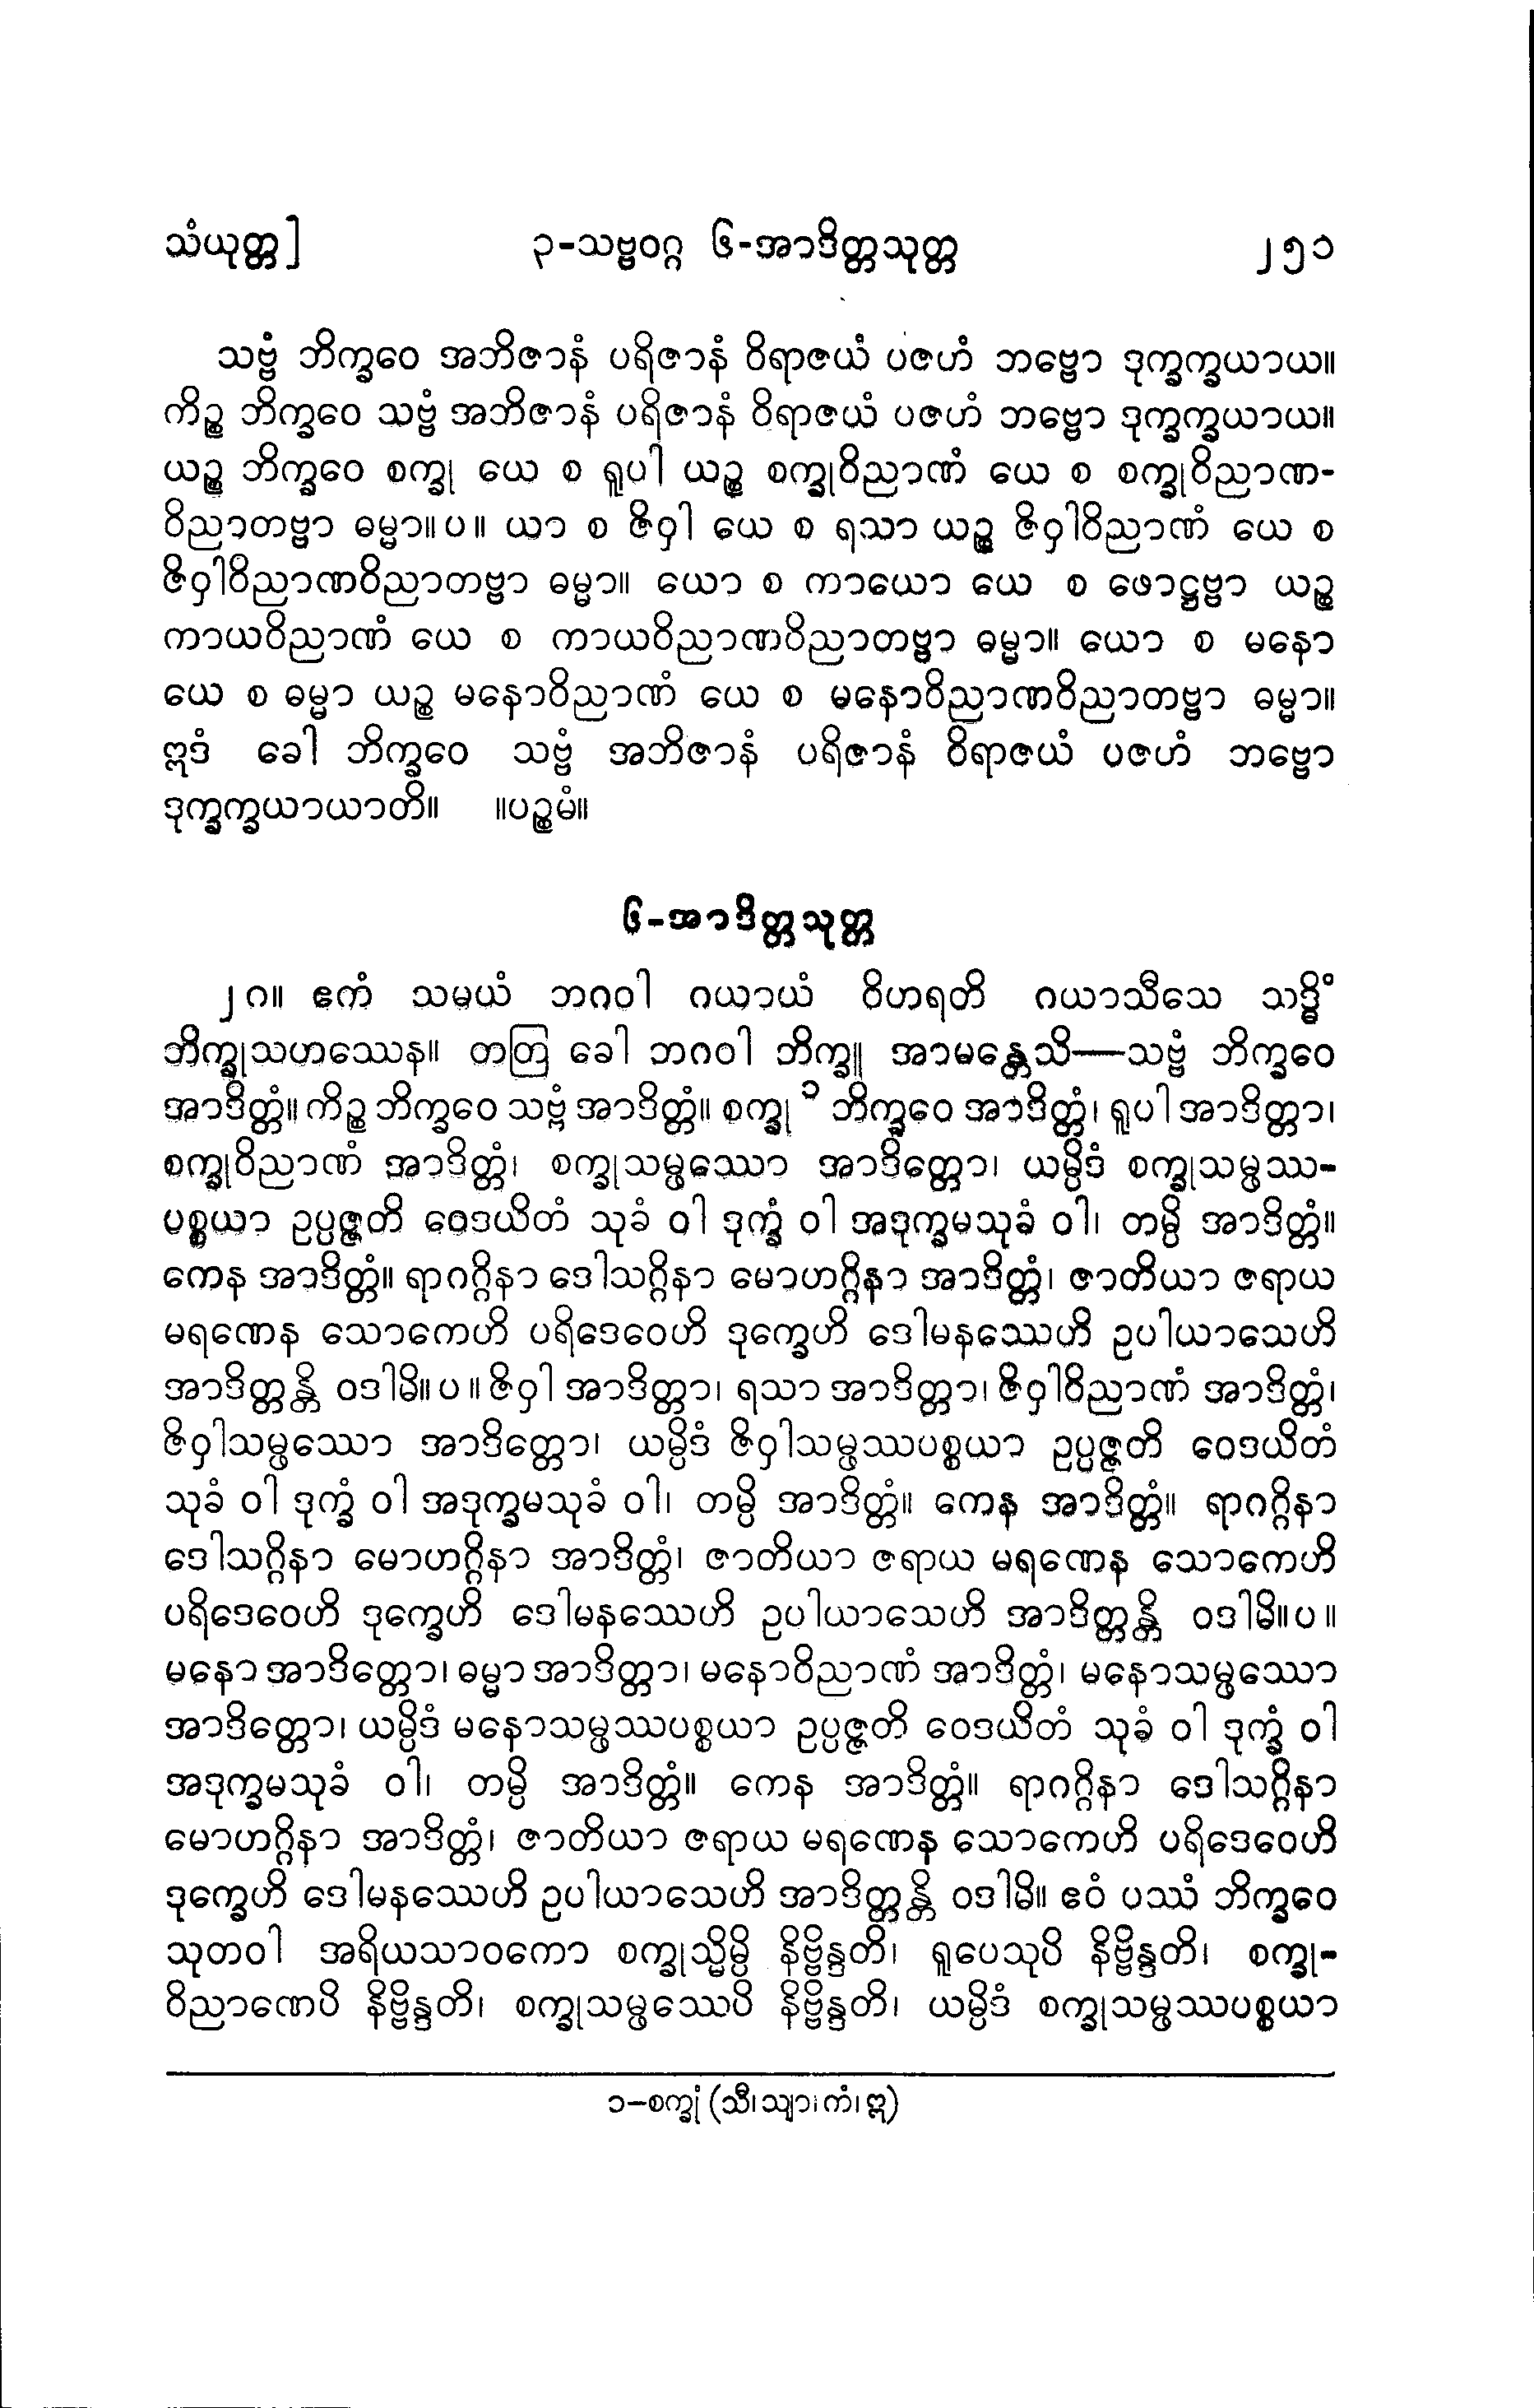 သံယုတ္တ] ၃-သဗ္ဗဝဂ္ဂ ၆-အာဒိတ္တသုတ္တ ၂၅၁
သဗ္ဗံ ဘိက္ခဝေ အဘိဇာနံ ပရိဇာနံ ဝိရာဇယံ ပဇဟံ ဘဗ္ဗော ဒုက္ခက္ခယာယ။
ကိဉ္စ ဘိက္ခဝေ သဗ္ဗံ အဘိဇာနံ ပရိဇာနံ ဝိရာဇယံ ပဇဟံ ဘဗ္ဗော ဒုက္ခက္ခယာယ။
ယဉ္စ ဘိက္ခဝေ စက္ခု ယေ စ ရူပါ ယဉ္စ စက္ခုဝိညာဏံ ယေ စ စက္ခုဝိညာဏ-
ဝိညာတဗ္ဗာ ဓမ္မာ။ပ။ ယာ စ ဇိဝှါ ယေ စ ရသာ ယဉ္စ ဇိဝှါဝိညာဏံ ယေ စ
ဇိဝှါဝိညာဏဝိညာတဗ္ဗာ ဓမ္မာ။ ယော စ ကာယော ယေ စ ဖောဋ္ဌဗ္ဗာ ယဉ္စ
ကာယဝိညာဏံ ယေ စ ကာယဝိညာဏဝိညာတဗ္ဗာ ဓမ္မာ။ ယော စ မနော
ယေ စ ဓမ္မာ ယဉ္စ မနောဝိညာဏံ ယေ စ မနောဝိညာဏဝိညာတဗ္ဗာ ဓမ္မာ။
ဣဒံ ခေါ ဘိက္ခဝေ သဗ္ဗံ အဘိဇာနံ ပရိဇာနံ ဝိရာဇယံ ပဇဟံ ဘဗ္ဗော
ဒုက္ခက္ခယာယာတိ။ ။ပဉ္စမံ။
၆-အာဒိတ္တသုတ္တ
၂၈။ ဧကံ သမယံ ဘဂဝါ ဂယာယံ ဝိဟရတိ ဂယာသီသေ သဒ္ဓိံ
ဘိက္ခုသဟဿေန။ တတြ ခေါ ဘဂဝါ ဘိက္ခူ အာမန္တေသိ—သဗ္ဗံ ဘိက္ခဝေ
အာဒိတ္တံ။ ကိဉ္စ ဘိက္ခဝေ သဗ္ဗံ အာဒိတ္တံ။ စက္ခု ၁ ဘိက္ခဝေ အာဒိတ္တံ၊ ရူပါ အာဒိတ္တာ၊
စက္ခုဝိညာဏံ အာဒိတ္တံ၊ စက္ခုသမ္ဖဿော အာဒိတ္တော၊ ယမ္ပိဒံ စက္ခုသမ္ဖဿ-
ပစ္စယာ ဥပ္ပဇ္ဇတိ ဝေဒယိတံ သုခံ ဝါ ဒုက္ခံ ဝါ အဒုက္ခမသုခံ ဝါ၊ တမ္ပိ အာဒိတ္တံ။
ကေန အာဒိတ္တံ။ ရာဂဂ္ဂိနာ ဒေါသဂ္ဂိနာ မောဟဂ္ဂိနာ အာဒိတ္တံ၊ ဇာတိယာ ဇရာယ
မရဏေန သောကေဟိ ပရိဒေဝေဟိ ဒုက္ခေဟိ ဒေါမနဿေဟိ ဥပါယာသေဟိ
အာဒိတ္တန္တိ ဝဒါမိ။ပ။ ဇိဝှါ အာဒိတ္တာ၊ ရသာ အာဒိတ္တာ၊ ဇိဝှါဝိညာဏံ အာဒိတ္တံ၊
ဇိဝှါသမ္ဖဿော အာဒိတ္တော၊ ယမ္ပိဒံ ဇိဝှါသမ္ဖဿပစ္စယာ ဥပ္ပဇ္ဇတိ ဝေဒယိတံ
သုခံ ဝါ ဒုက္ခံ ဝါ အဒုက္ခမသုခံ ဝါ၊ တမ္ပိ အာဒိတ္တံ။ ကေန အာဒိတ္တံ။ ရာဂဂ္ဂိနာ
ဒေါသဂ္ဂိနာ မောဟဂ္ဂိနာ အာဒိတ္တံ၊ ဇာတိယာ ဇရာယ မရဏေန သောကေဟိ
ပရိဒေဝေဟိ ဒုက္ခေဟိ ဒေါမနဿေဟိ ဥပါယာသေဟိ အာဒိတ္တန္တိ ဝဒါမိ။ပ။
မနော အာဒိတ္တော၊ ဓမ္မာ အာဒိတ္တာ၊ မနောဝိညာဏံ အာဒိတ္တံ၊ မနောသမ္ဖဿော
အာဒိတ္တော၊ ယမ္ပိဒံ မနောသမ္ဖဿပစ္စယာ ဥပ္ပဇ္ဇတိ ဝေဒယိတံ သုခံ ဝါ ဒုက္ခံ ဝါ
အဒုက္ခမသုခံ ဝါ၊ တမ္ပိ အာဒိတ္တံ။ ကေန အာဒိတ္တံ။ ရာဂဂ္ဂိနာ ဒေါသဂ္ဂိနာ
မောဟဂ္ဂိနာ အာဒိတ္တံ၊ ဇာတိယာ ဇရာယ မရဏေန သောကေဟိ ပရိဒေဝေဟိ
ဒုက္ခေဟိ ဒေါမနဿေဟိ ဥပါယာသေဟိ အာဒိတ္တန္တိ ဝဒါမိ။ ဧဝံ ပဿံ ဘိက္ခဝေ
သုတဝါ အရိယသာဝကော စက္ခုသ္မိမ္ပိ နိဗ္ဗိန္ဒတိ၊ ရူပေသုပိ နိဗ္ဗိန္ဒတိ၊ စက္ခု-
ဝိညာဏေပိ နိဗ္ဗိန္ဒတိ၊ စက္ခုသမ္ဖဿေပိ နိဗ္ဗိန္ဒတိ၊ ယမ္ပိဒံ စက္ခုသမ္ဖဿပစ္စယာ
၁–စက္ခုံ (သီ၊ သျာ၊ ကံ၊ ဣ)